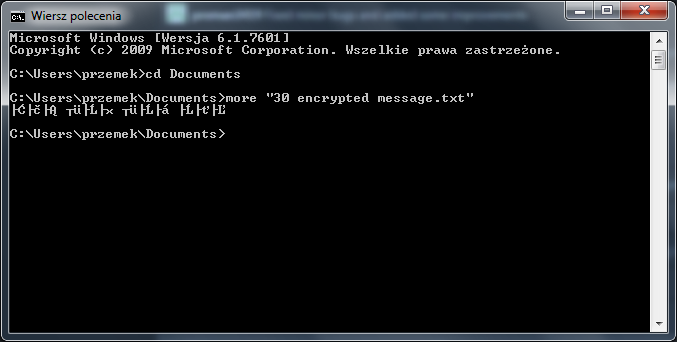 Wiersz polecenia
Microsoft Windows [Wersja 6.1.7601]
Copyright (c) 2009 Microsoft Corporation. Wszelkie prawa zastrzeżone.
C:\Users\przemek>cd Documents
C:\Users\przemek\Documents>more "30 encrypted message.txt"
C:\Users\przemek\Documents>